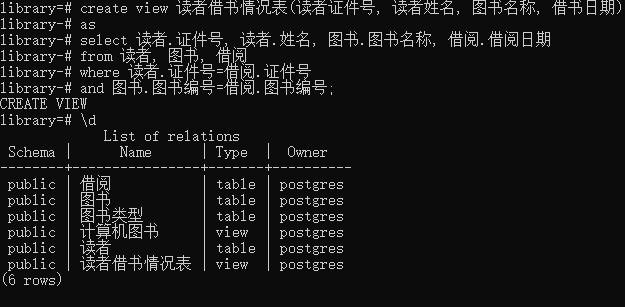 library=# create view 读者借书情况表(读者证件号, 读者姓名, 图书名称, 借书日期)
library-# as
library-# select 读者.证件号, 读者.姓名, 图书.图书名称, 借阅.借阅日期
library-# from 读者, 图书, 借阅
library-# where 读者.证件号=借阅.证件号
library-# and 图书.图书编号=借阅.图书编号;
CREATE VIEW
library=# \d
List of relations
Schema | Name | Type | Owner
--------+----------------+-------+----------
public | 借阅 | table | postgres
public | 图书 | table | postgres
public | 图书类型 | table | postgres
public | 计算机图书 | view | postgres
public | 读者 | table | postgres
public | 读者借书情况表 | view | postgres
(6 rows)